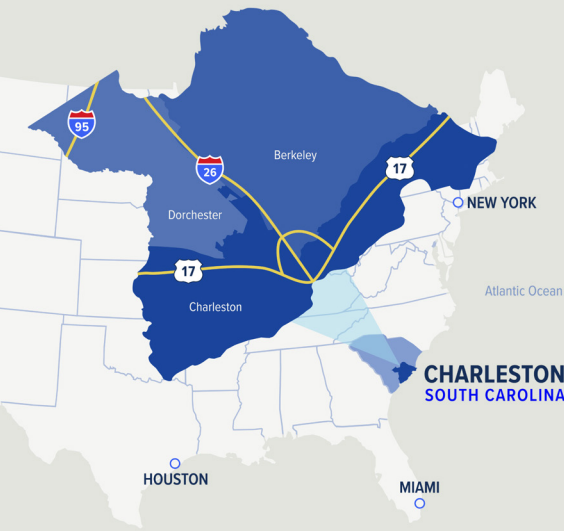 95
26
Berkeley
17
NEW YORK
Dorchester
17
Atlantic Ocean
Charleston
CHARLESTON
SOUTH CAROLINA
HOUSTON
MIAMI